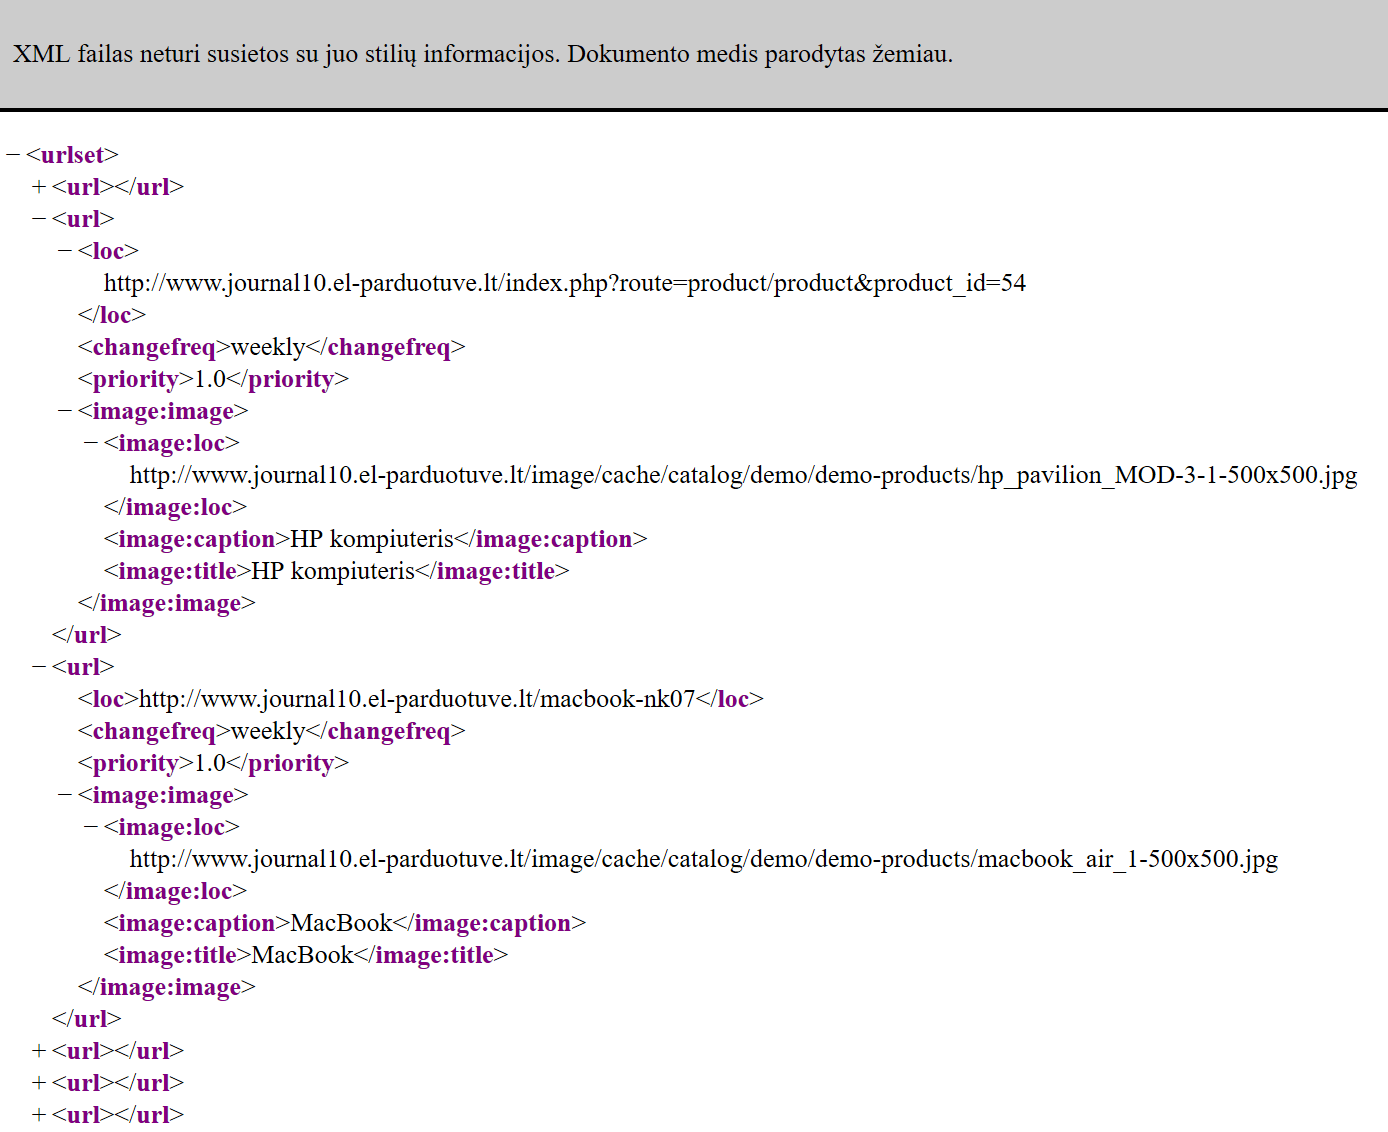 XML failas neturi susietos su juo stilių informacijos. Dokumento medis parodytas žemiau.
− <urlset>
+ <url></url>
− <url>
− <loc>
http://www.journal10.el-parduotuve.lt/index.php?route=product/product&product_id=54
</loc>
<changefreq>weekly</changefreq>
<priority>1.0</priority>
− <image:image>
− <image:loc>
http://www.journal10.el-parduotuve.lt/image/cache/catalog/demo/demo-products/hp_pavilion_MOD-3-1-500x500.jpg
</image:loc>
<image:caption>HP kompiuteris</image:caption>
<image:title>HP kompiuteris</image:title>
</image:image>
</url>
− <url>
<loc>http://www.journal10.el-parduotuve.lt/macbook-nk07</loc>
<changefreq>weekly</changefreq>
<priority>1.0</priority>
− <image:image>
− <image:loc>
http://www.journal10.el-parduotuve.lt/image/cache/catalog/demo/demo-products/macbook_air_1-500x500.jpg
</image:loc>
<image:caption>MacBook</image:caption>
<image:title>MacBook</image:title>
</image:image>
</url>
+ <url></url>
+ <url></url>
+ <url></url>